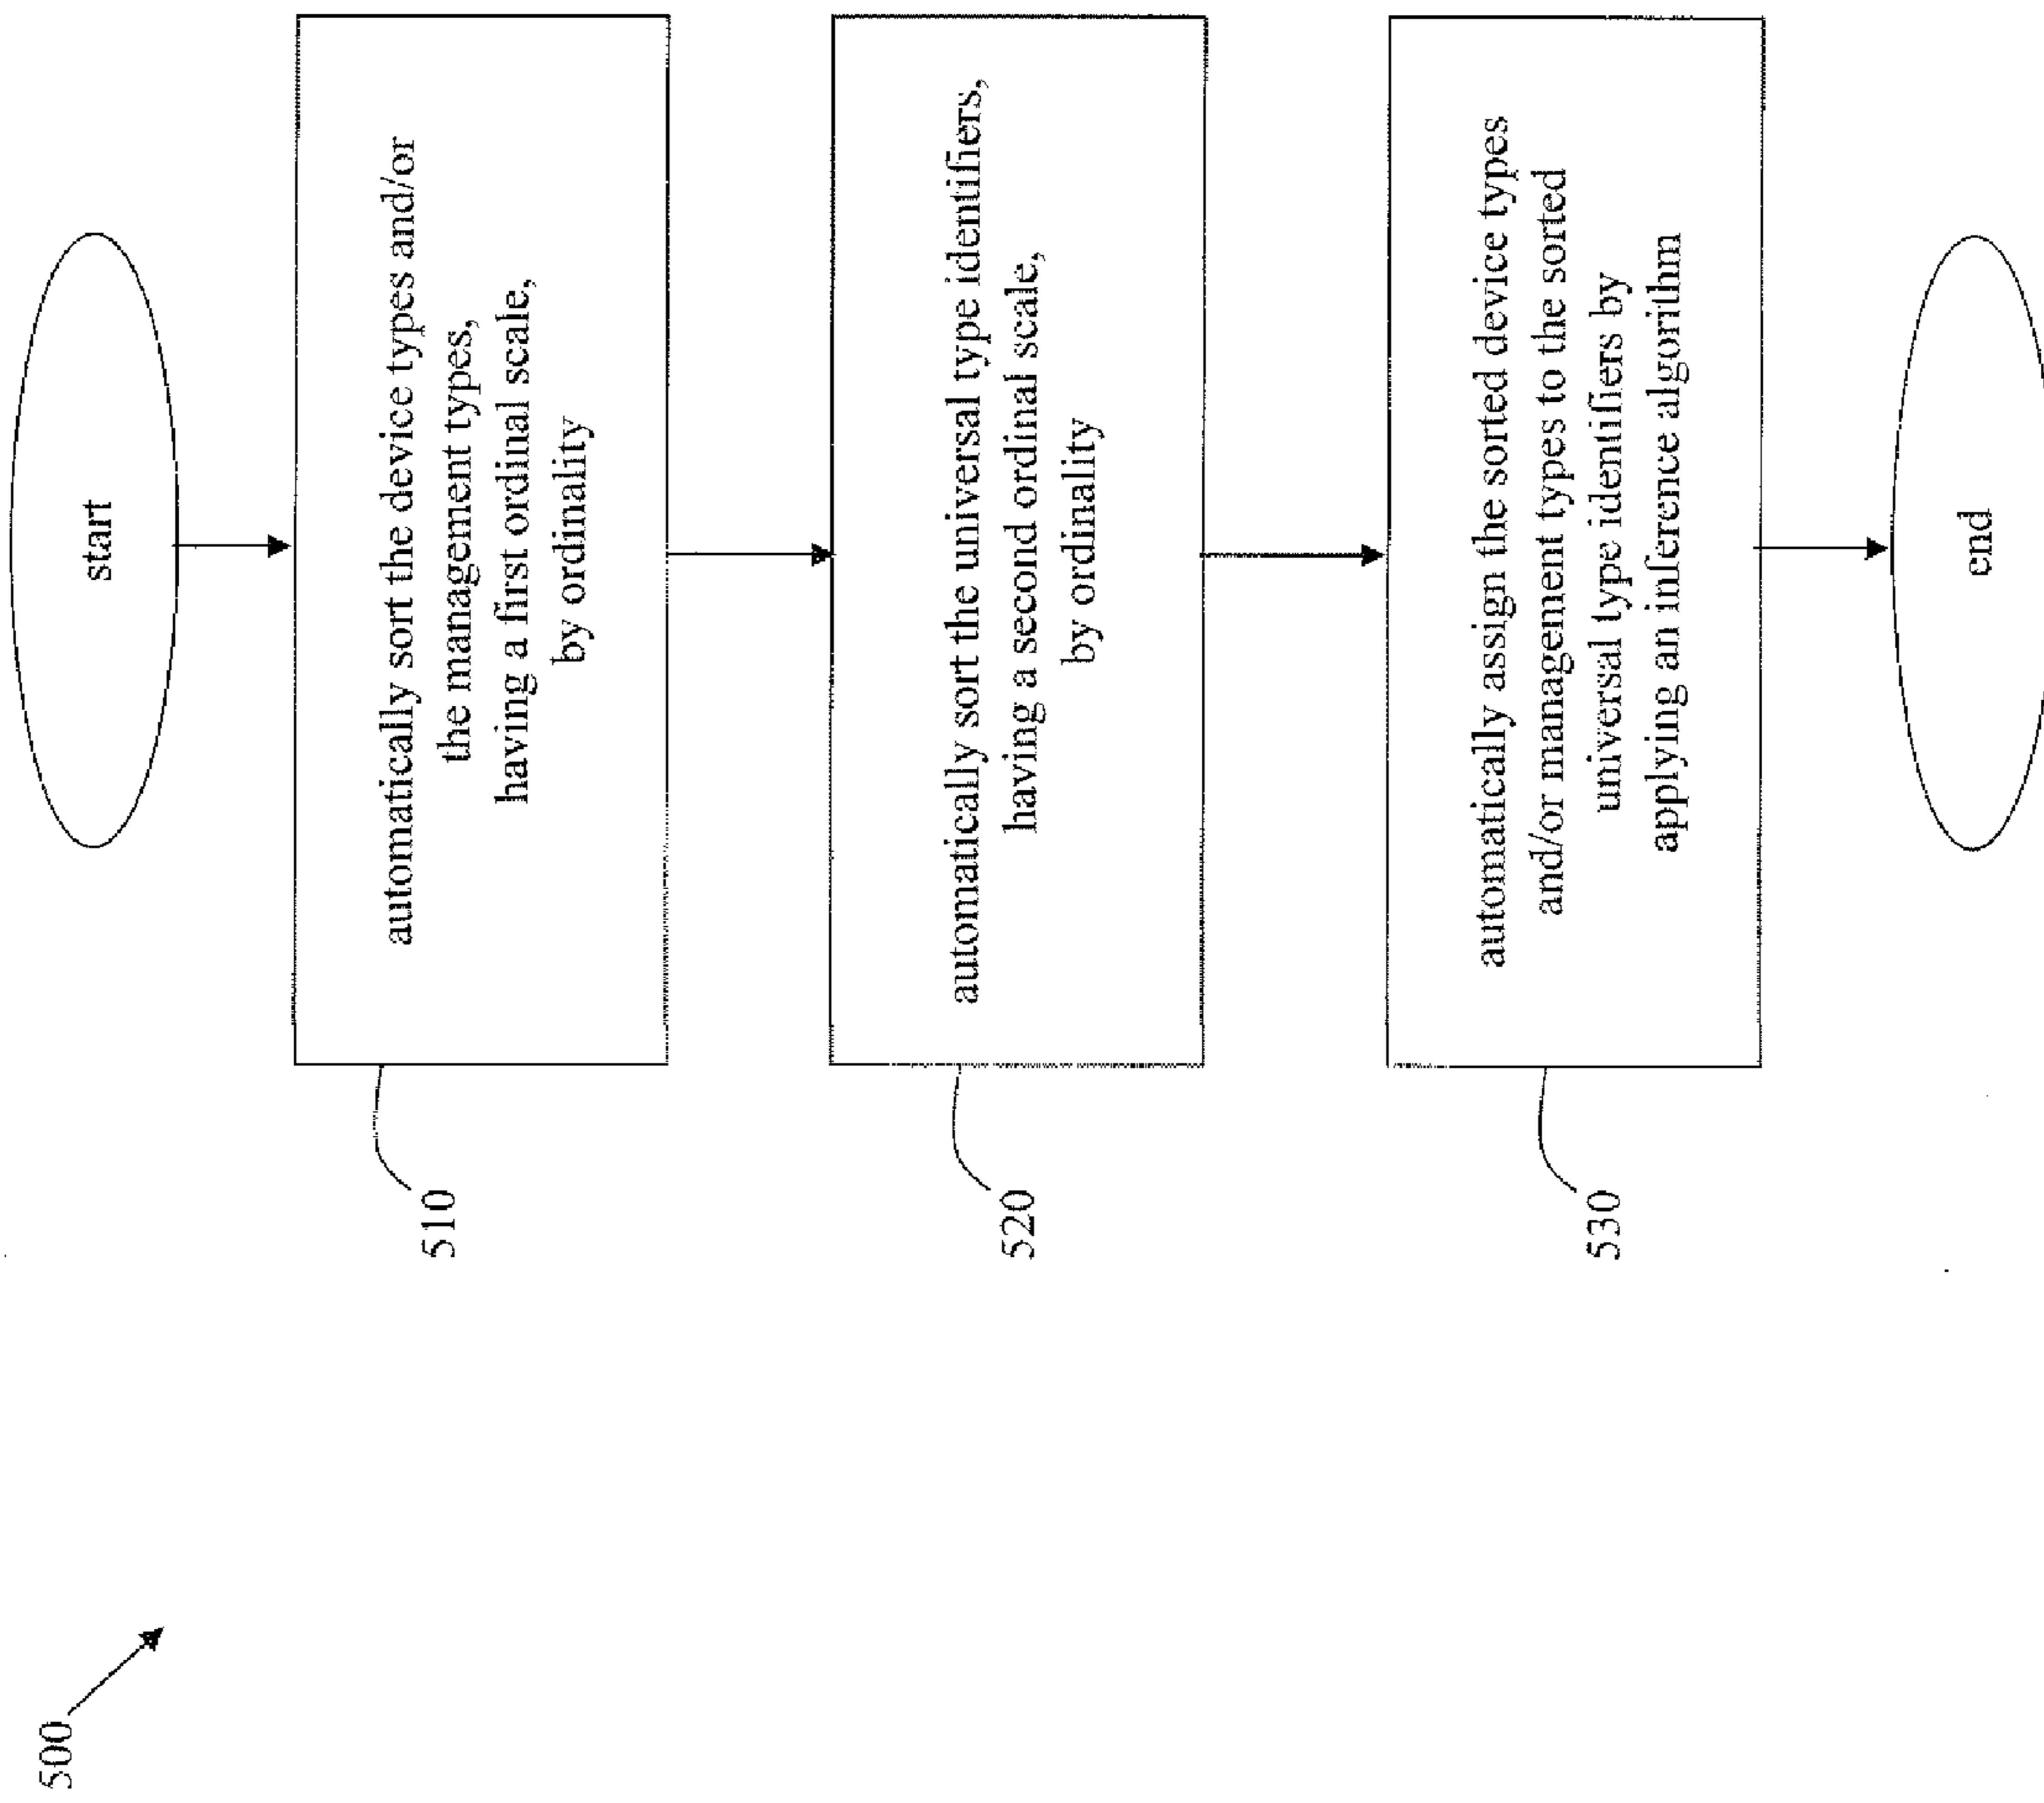 500
start
510
automatically sort the device types and/or
the management types,
having a first ordinal scale,
by ordinality
520
automatically sort the universal type identifiers,
having a second ordinal scale,
by ordinality
530
automatically assign the sorted device types
and/or management types to the sorted
universal type identifiers by
applying an inference algorithm
end